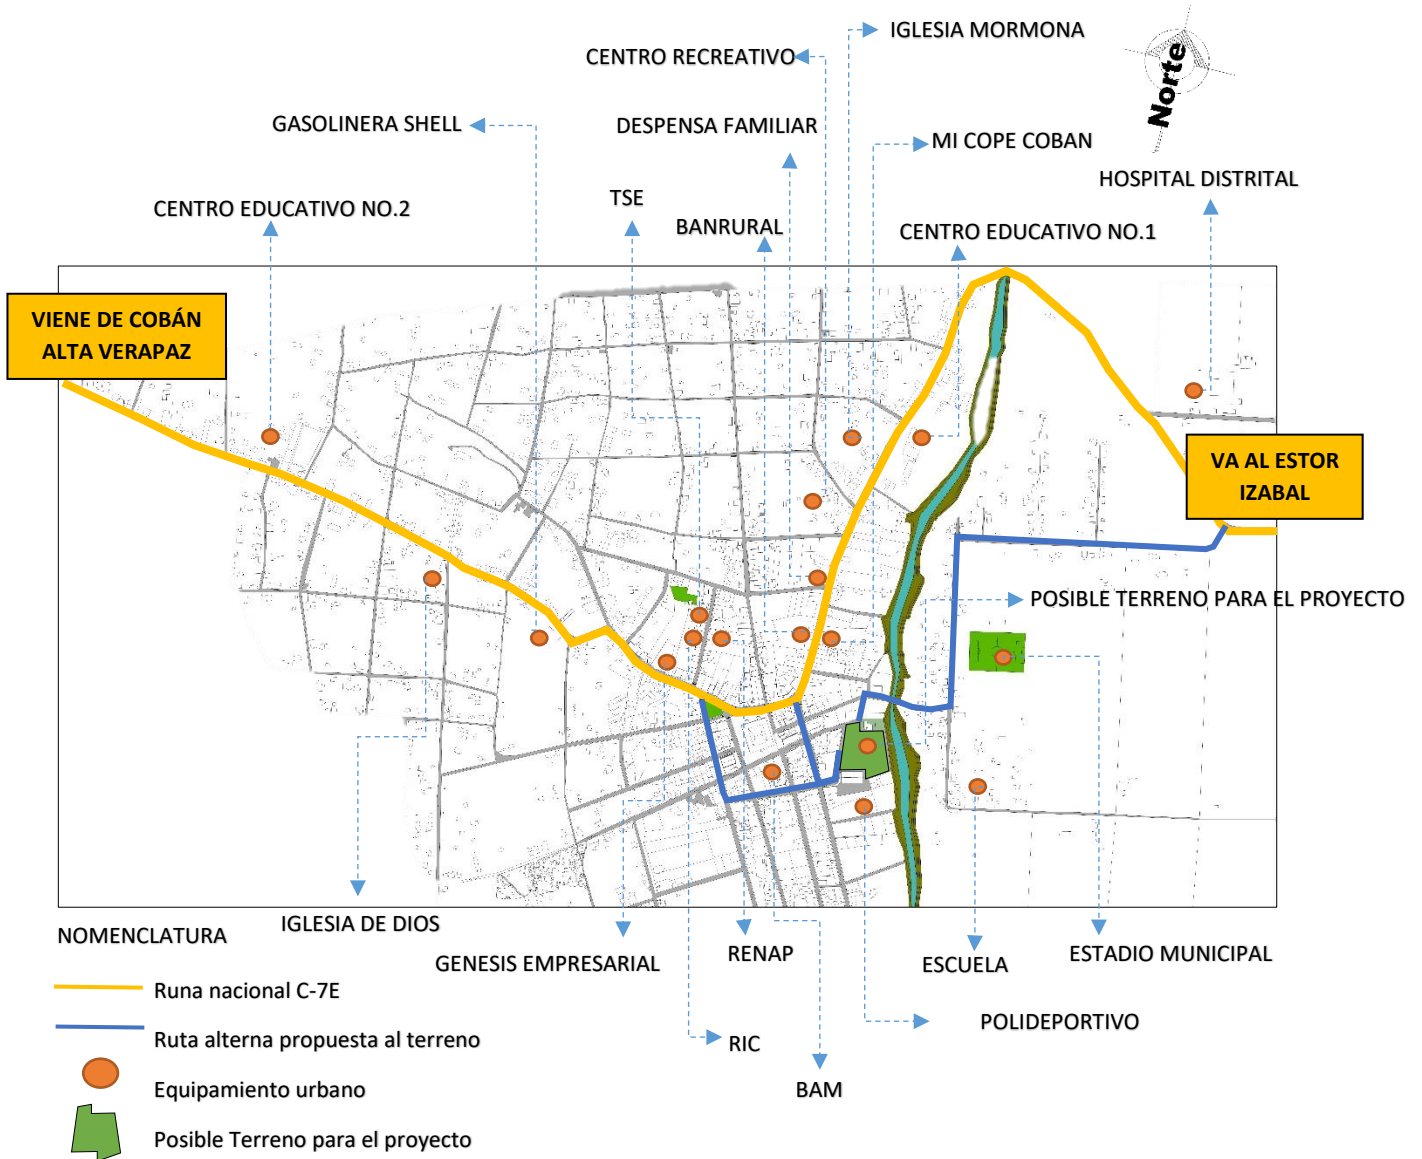 IGLESIA MORMONA
CENTRO RECREATIVO
Norte
GASOLINERA SHELL
DESPENSA FAMILIAR
MI COPE COBAN
HOSPITAL DISTRITAL
TSE
CENTRO EDUCATIVO NO.2
BANRURAL
CENTRO EDUCATIVO NO.1
VIENE DE COBÁN
ALTA VERAPAZ
VA AL ESTOR
IZABAL
POSIBLE TERRENO PARA EL PROYECTO
IGLESIA DE DIOS
NOMENCLATURA
GENESIS EMPRESARIAL
RENAP
ESCUELA
ESTADIO MUNICIPAL
Runa nacional C-7E
POLIDEPORTIVO
Ruta alterna propuesta al terreno
RIC
Equipamiento urbano
BAM
Posible Terreno para el proyecto